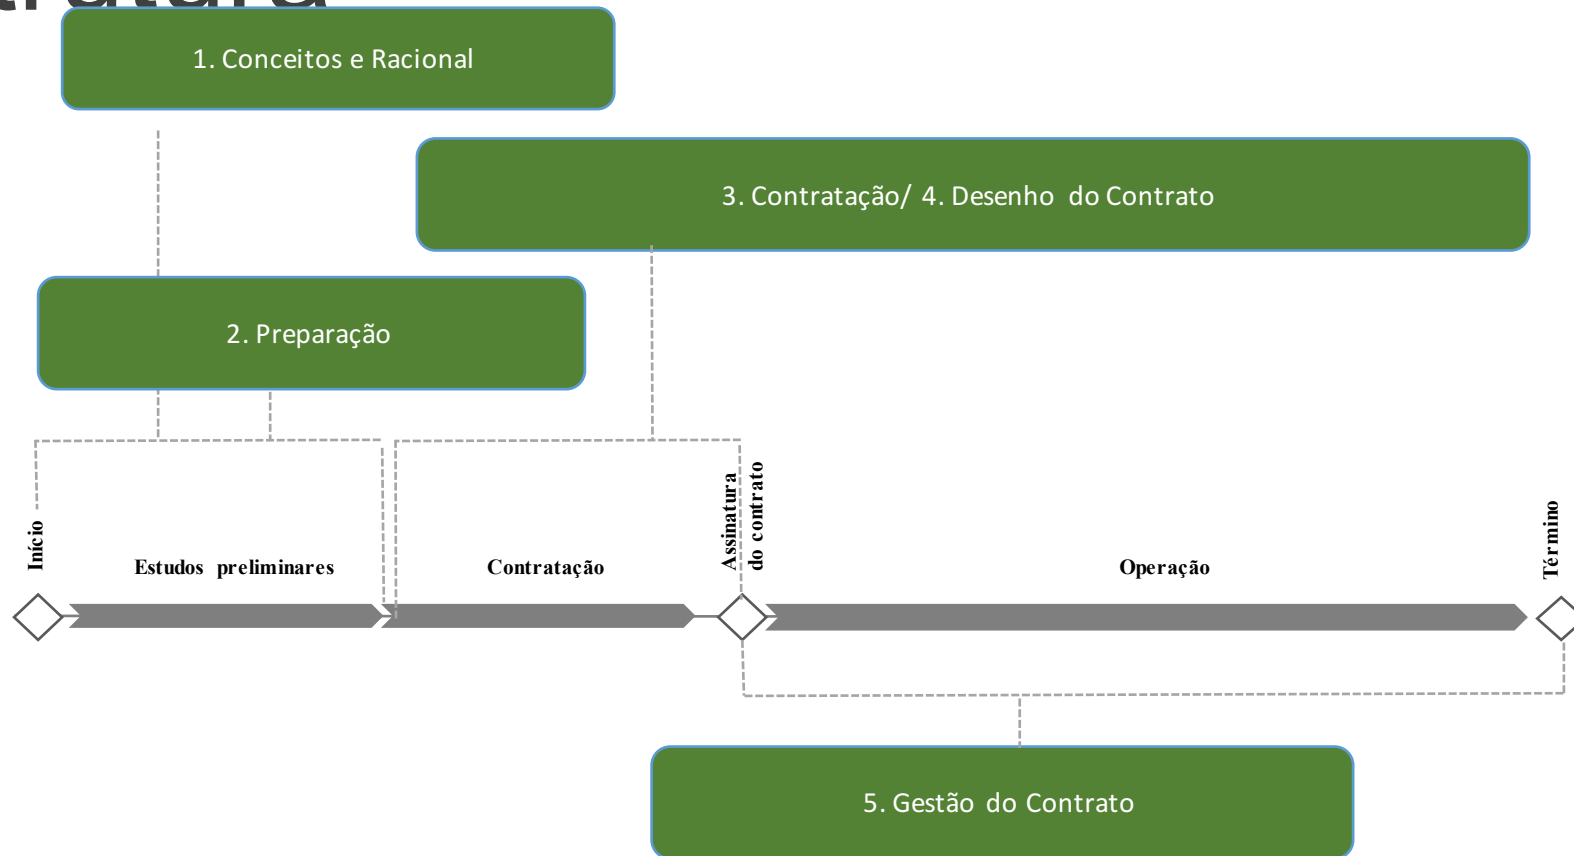 1. Conceitos e Racional
3. Contratação/ 4. Desenho do Contrato
2. Preparação
Início
Estudos preliminares
Contratação
Assinatura
do contrato
Operação
Término
5. Gestão do Contrato